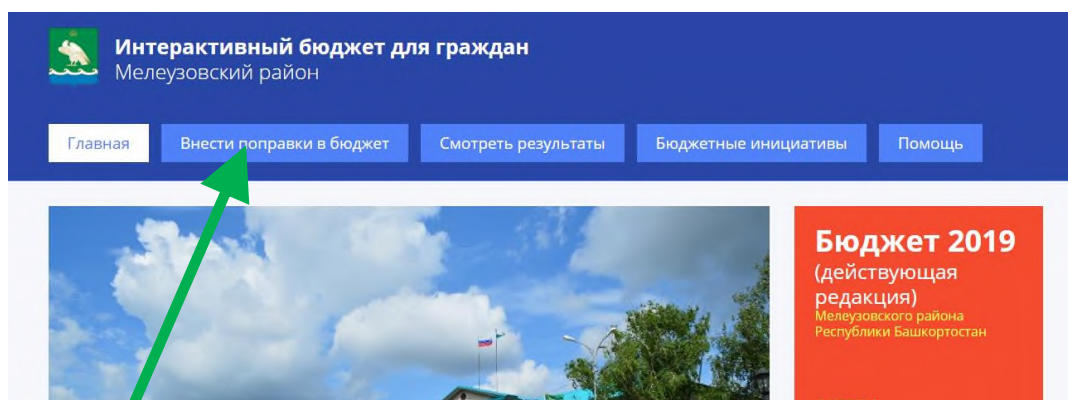 Интерактивный бюджет для граждан
Мелеузовский район
Главная
Внести поправки в бюджет
Смотреть результаты
Бюджетные инициативы
Помощь
Бюджет 2019
(действующая
редакция)
Мелеузовского района
Республики Башкортостан